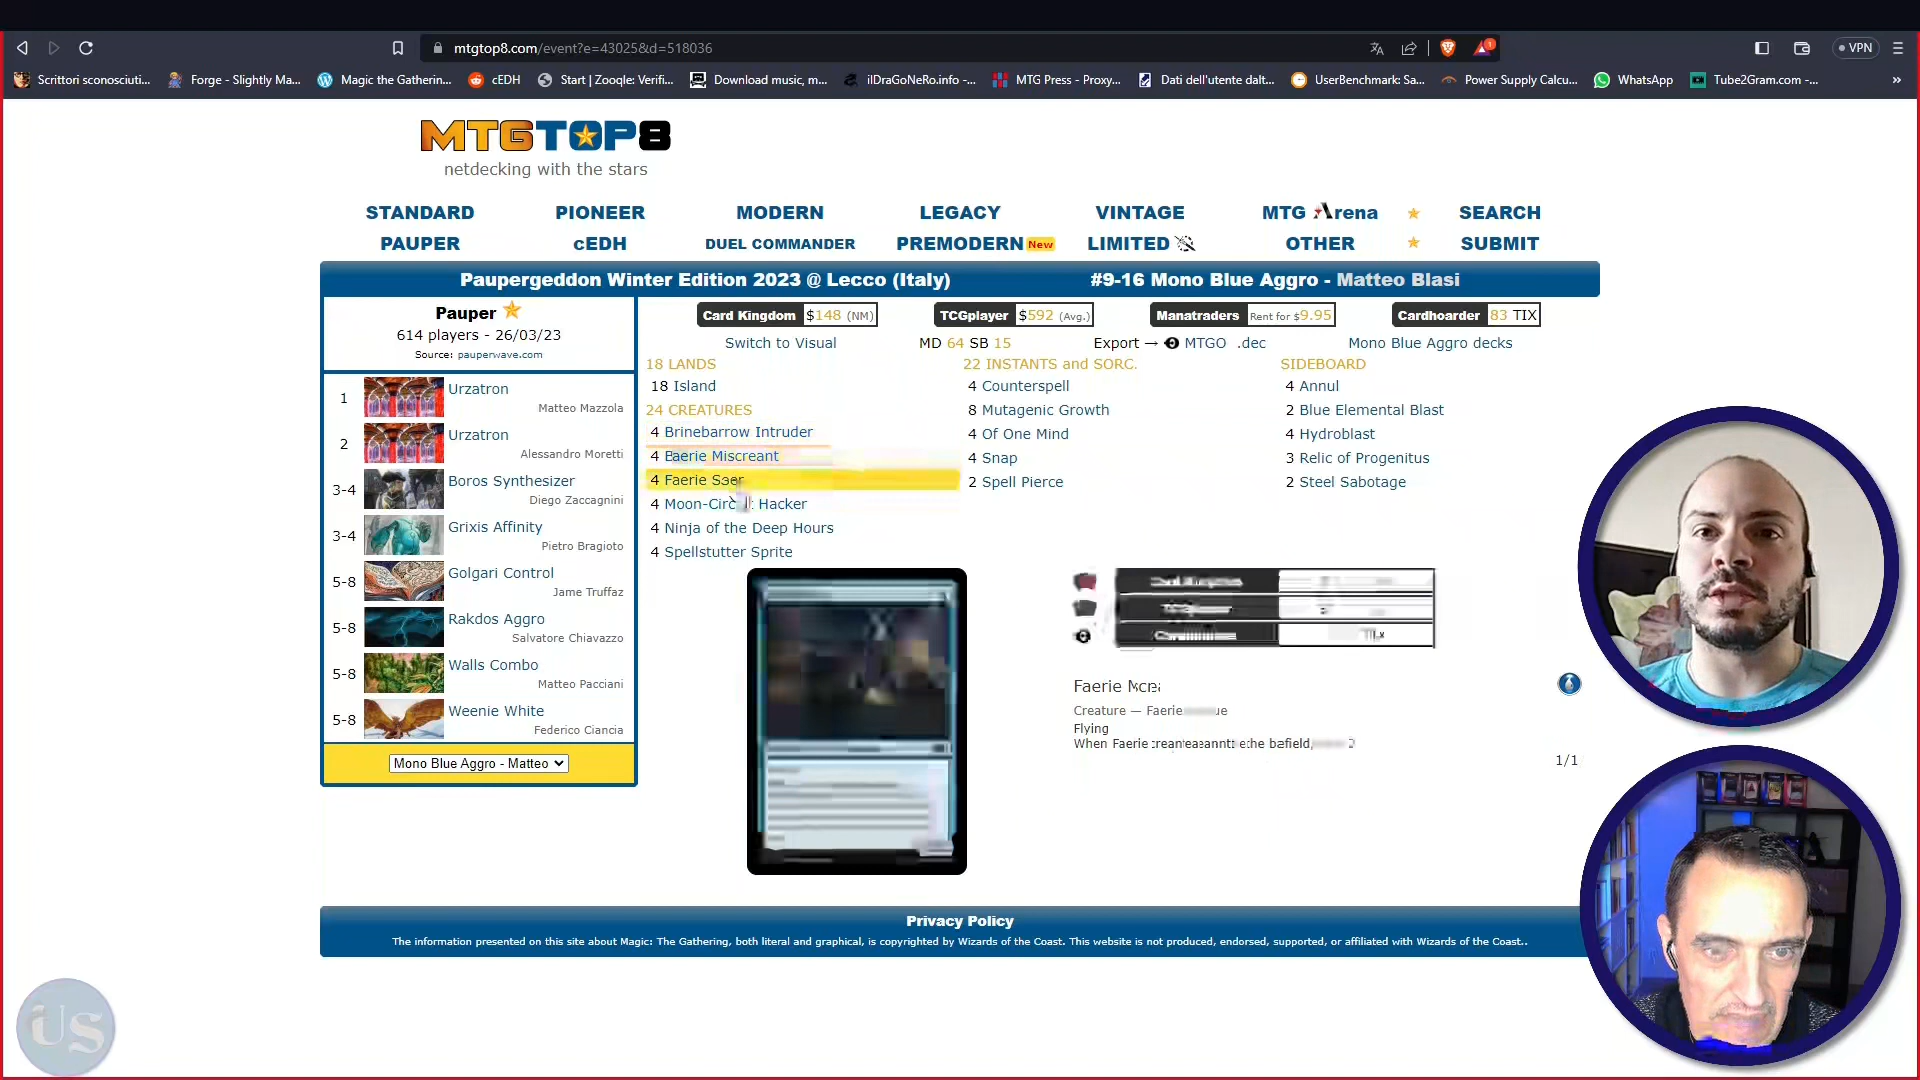 mtgtop8.com/event?e=43025&d=518036
VPN
Scrittori sconosciuti...
Forge - Slightly Ma...
Magic the Gatherin...
cEDH
Start | Zooqle: Verifi...
Download music, m...
ilDraGoNeRo.info -...
MTG Press - Proxy...
Dati dell'utente dalt...
UserBenchmark: Sa...
Power Supply Calcu...
WhatsApp
Tube2Gram.com -...
MTGTOP8
netdecking with the stars
STANDARD PIONEER MODERN LEGACY VINTAGE MTG Arena SEARCH
PAUPER cEDH DUEL COMMANDER PREMODERN New LIMITED OTHER SUBMIT
Paupergeddon Winter Edition 2023 @ Lecco (Italy)
#9-16 Mono Blue Aggro - Matteo Blasi
Pauper
614 players - 26/03/23
Source: pauperwave.com
1 Urzatron
Matteo Mazzola
2 Urzatron
Alessandro Moretti
3-4 Boros Synthesizer
Diego Zaccagnini
3-4 Grixis Affinity
Pietro Bragioto
5-8 Golgari Control
Jame Truffaz
5-8 Rakdos Aggro
Salvatore Chiavazzo
5-8 Walls Combo
Matteo Pacciani
5-8 Weenie White
Federico Ciancia
Mono Blue Aggro - Matteo
Card Kingdom $148 (NM)
TCGplayer $592 (Avg.)
Manatraders Rent for $9.95
Cardhoarder 83 TIX
Switch to Visual
MD 64 SB 15
Export → MTGO .dec
Mono Blue Aggro decks
18 LANDS
18 Island
24 CREATURES
4 Brinebarrow Intruder
4 Faerie Miscreant
4 Faerie Seer
4 Moon-Circuit Hacker
4 Ninja of the Deep Hours
4 Spellstutter Sprite
22 INSTANTS and SORC.
4 Counterspell
8 Mutagenic Growth
4 Of One Mind
4 Snap
2 Spell Pierce
SIDEBOARD
4 Annul
2 Blue Elemental Blast
4 Hydroblast
3 Relic of Progenitus
2 Steel Sabotage
Faerie
Creature — Faerie
Flying
When Faerie
1/1
Privacy Policy
The information presented on this site about Magic: The Gathering, both literal and graphical, is copyrighted by Wizards of the Coast. This website is not produced, endorsed, supported, or affiliated with Wizards of the Coast..
US